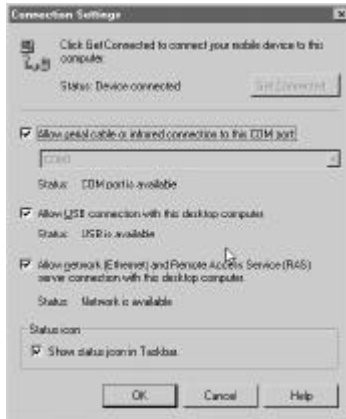 Connection Settings
Click Get Connected to connect your mobile device to this
computer.
Status: Device connected
Get Connected
Allow serial cable or infrared connection to this COM port
Status: COM port is available
Allow USB connection with this desktop computer.
Status: USB is available
Allow network (Ethernet) and Remote Access Service (RAS)
server connection with this desktop computer.
Status: Network is available
Status icon
Show status icon in Taskbar.
OK
Cancel
Help